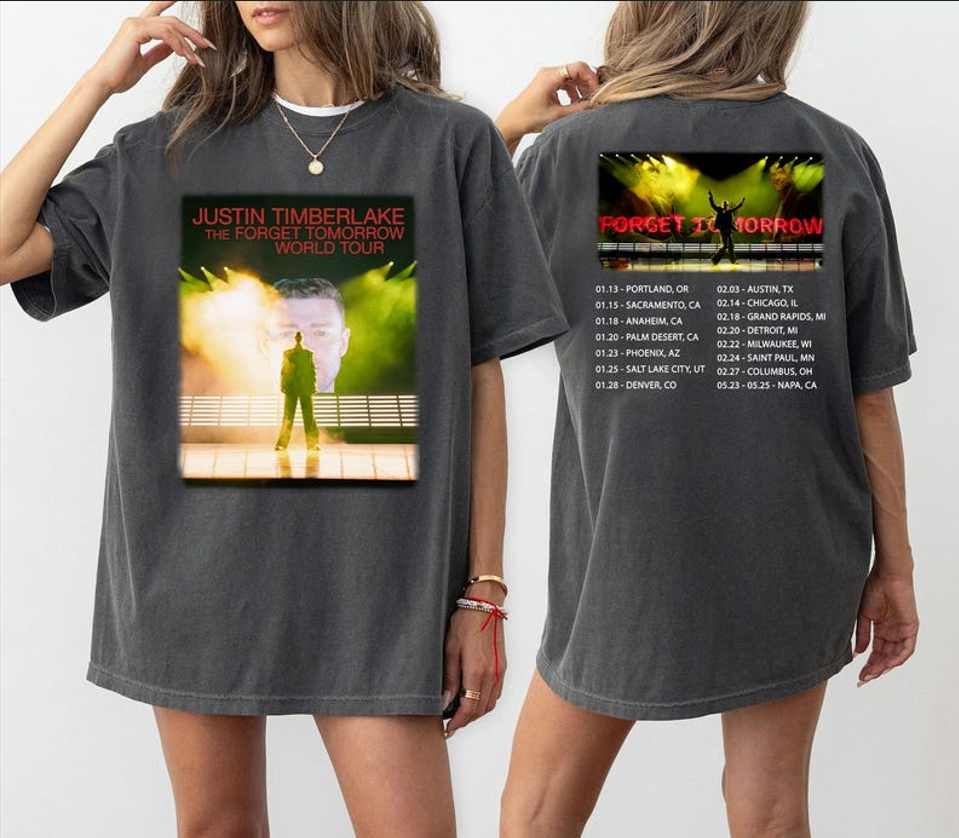 JUSTIN TIMBERLAKE
THE FORGET TOMORROW
WORLD TOUR
FORGET TOMORROW
01.13 - PORTLAND, OR
01.15 - SACRAMENTO, CA
01.18 - ANAHEIM, CA
01.20 - PALM DESERT, CA
01.23 - PHOENIX, AZ
01.25 - SALT LAKE CITY, UT
01.28 - DENVER, CO
02.03 - AUSTIN, TX
02.14 - CHICAGO, IL
02.18 - GRAND RAPIDS, MI
02.20 - DETROIT, MI
02.22 - MILWAUKEE, WI
02.24 - SAINT PAUL, MN
02.27 - COLUMBUS, OH
05.23 - 05.25 - NAPA, CA